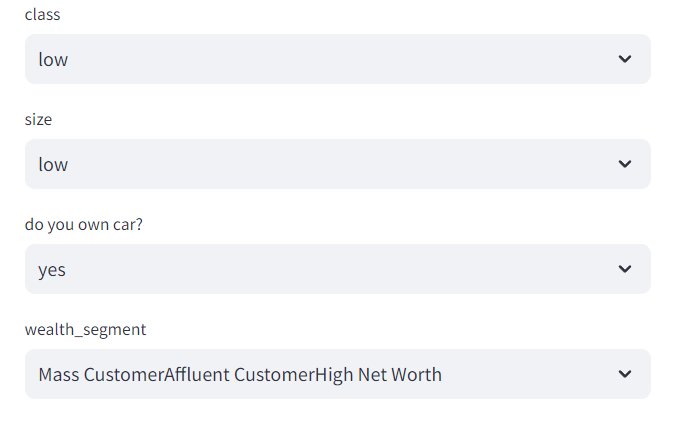 class
low
size
low
do you own car?
yes
wealth_segment
Mass CustomerAffluent CustomerHigh Net Worth